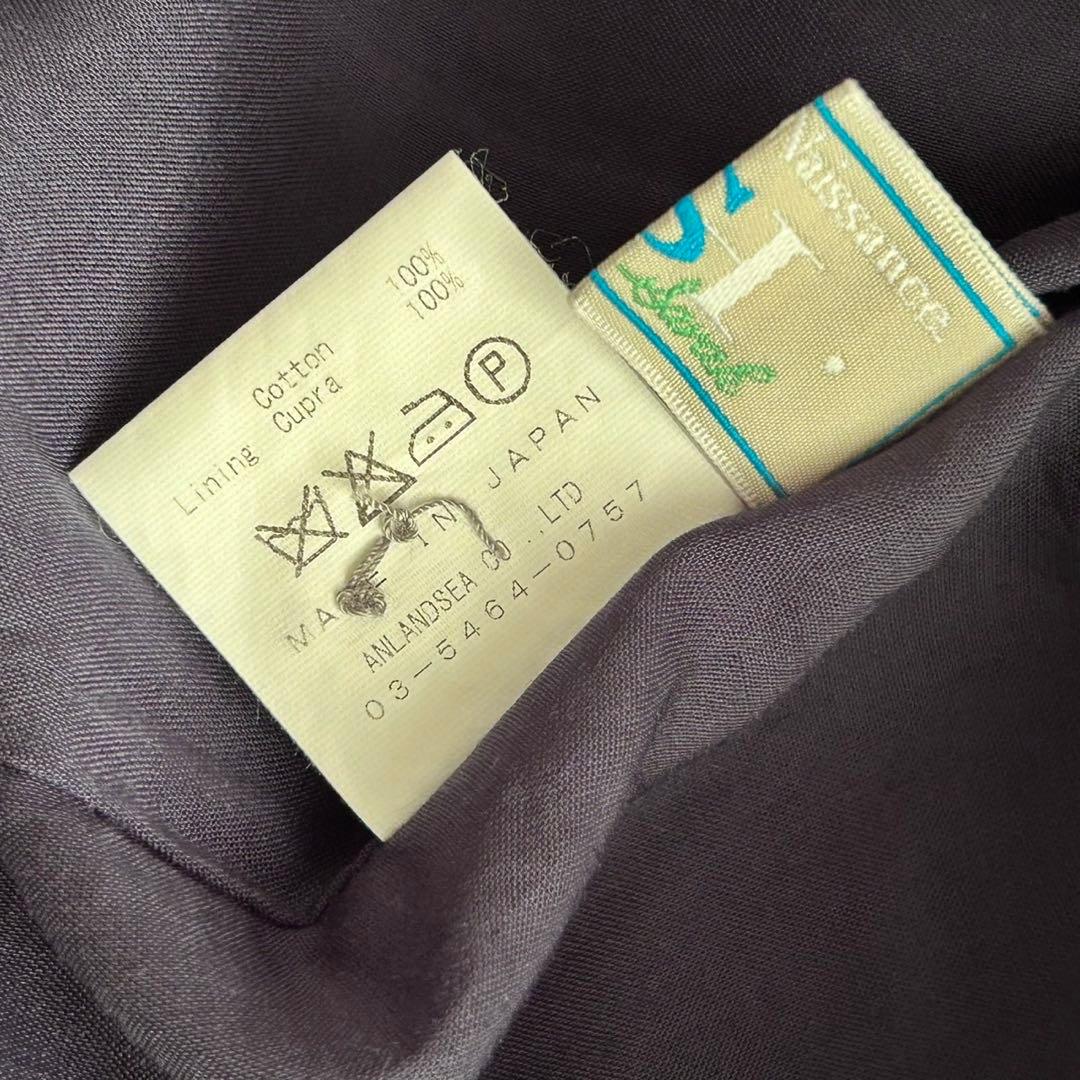 100%
100%
Cotton
Lining Cupra
P
MADE IN JAPAN
ANLANDSEA CO.,LTD
03-5464-0757
Naissance